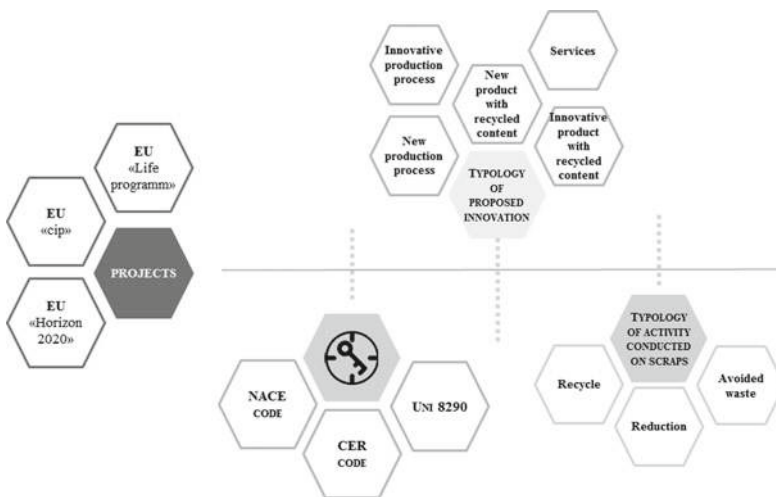 EU
«Life
programm»
EU
«cip»
PROJECTS
EU
«Horizon
2020»
Innovative
production
process
New
product
with
recycled
content
Services
New
production
process
Innovative
product with
recycled
content
TYPOLOGY
OF
PROPOSED
INNOVATION
NACE
CODE
CER
CODE
UNI 8290
TYPOLOGY
OF ACTIVITY
CONDUCTED
ON SCRAPS
Recycle
Reduction
Avoided
waste